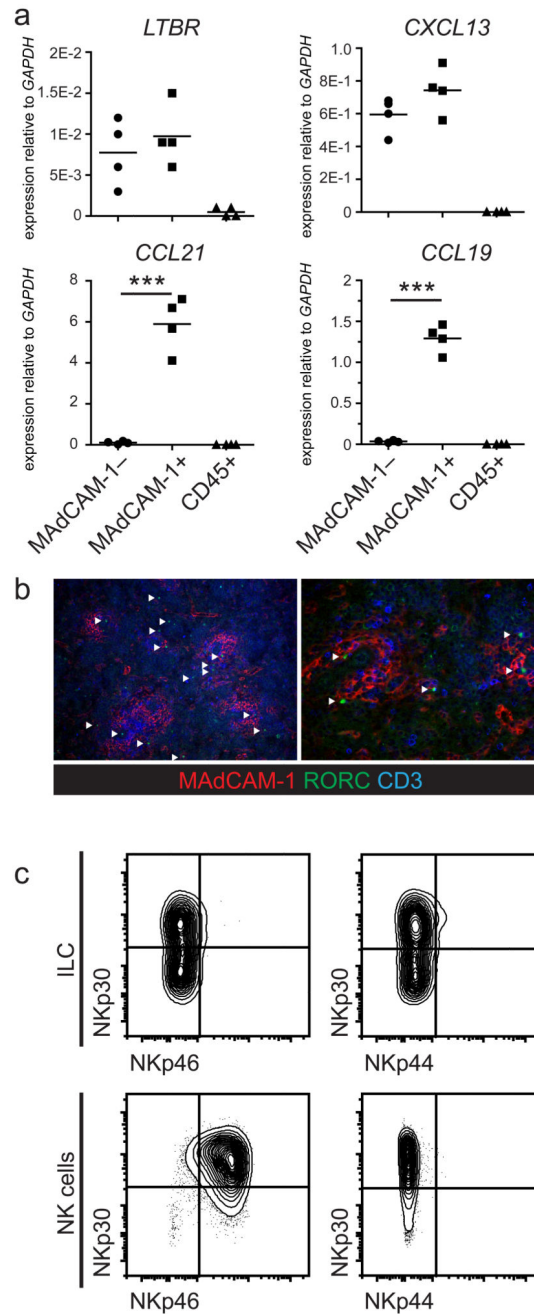 a
LTBR
CXCL13
expression relative to GAPDH
2E-2
1.5E-2
1E-2
5E-3
0
expression relative to GAPDH
1.0
8E-1
6E-1
4E-1
2E-1
0
CCL21
CCL19
expression relative to GAPDH
8
6
4
2
0
***
expression relative to GAPDH
2
1.5
1
0.5
0
***
MAdCAM-1–
MAdCAM-1+
CD45+
MAdCAM-1–
MAdCAM-1+
CD45+
b
MAdCAM-1 RORC CD3
c
ILC
NKp30
NKp46
NKp30
NKp44
NK cells
NKp30
NKp46
NKp30
NKp44